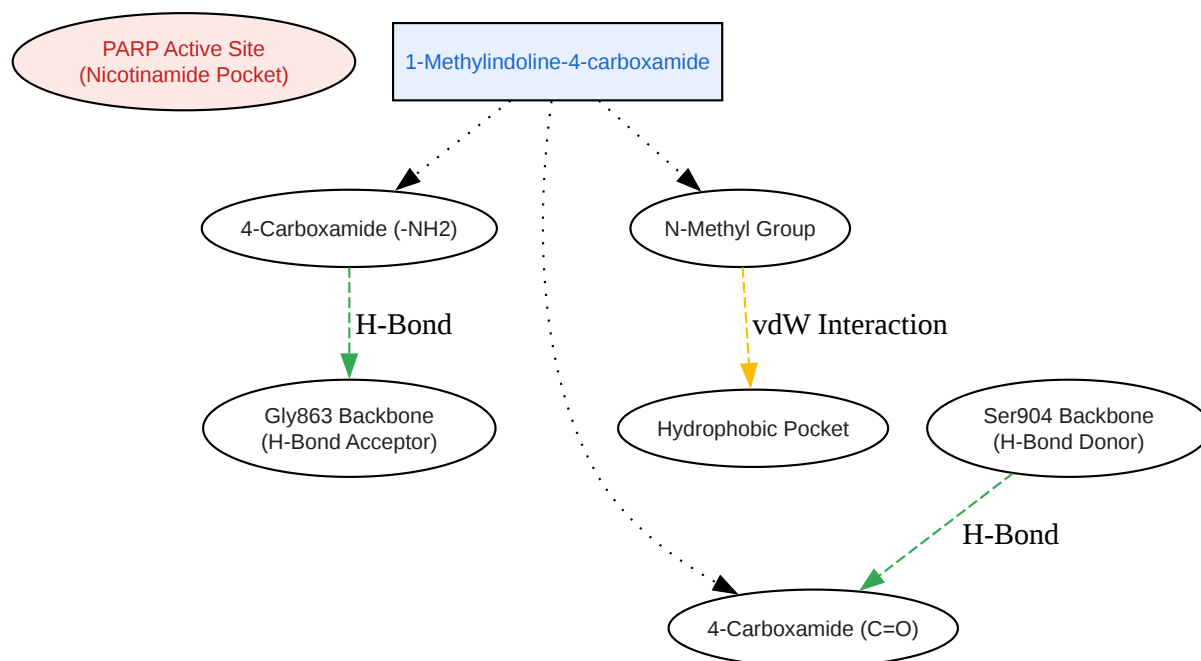 PARP Active Site
(Nicotinamide Pocket)
1-Methylindoline-4-carboxamide
4-Carboxamide (-NH2)
N-Methyl Group
H-Bond
vdW Interaction
Gly863 Backbone
(H-Bond Acceptor)
Hydrophobic Pocket
Ser904 Backbone
(H-Bond Donor)
H-Bond
4-Carboxamide (C=O)